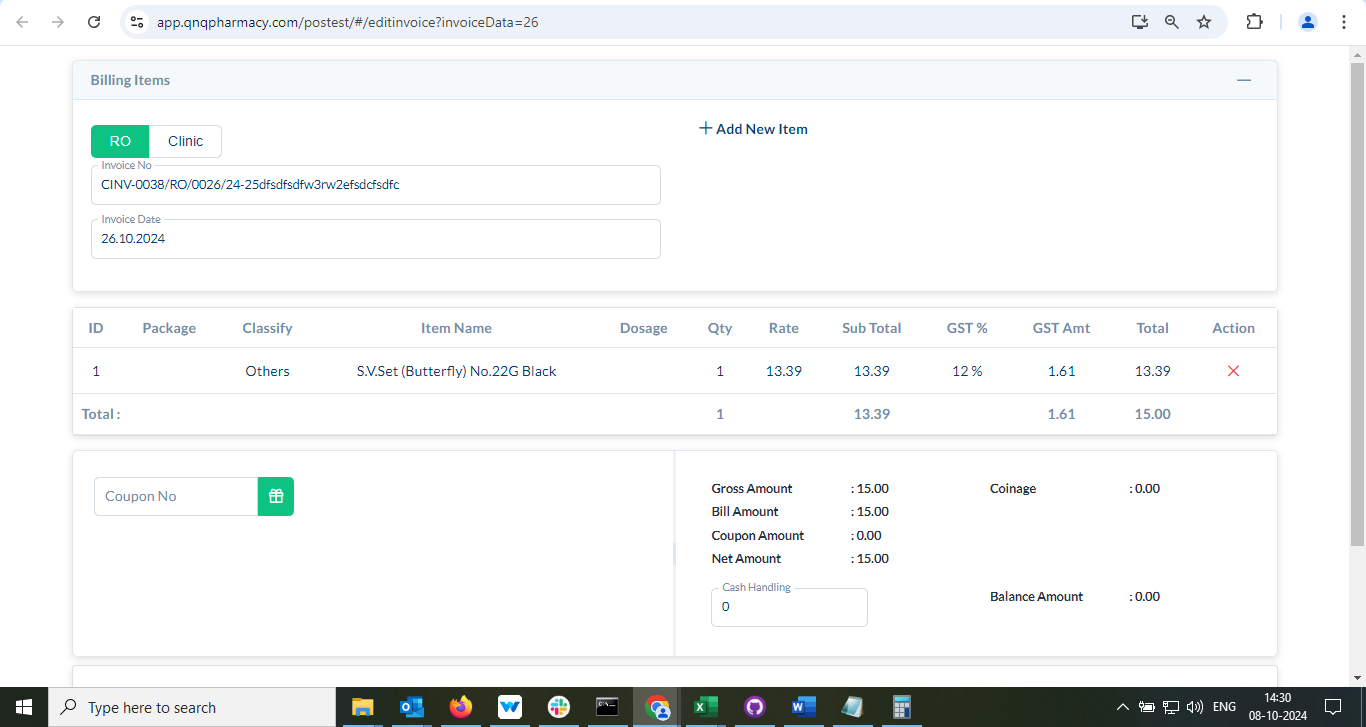 app.qnqpharmacy.com/postest/#/editinvoice?invoiceData=26
Billing Items
RO Clinic
+ Add New Item
Invoice No
CINV-0038/RO/0026/24-25dfsdfsdfw3rw2efsdcfsdfc
Invoice Date
26.10.2024
ID Package Classify Item Name Dosage Qty Rate Sub Total GST % GST Amt Total Action
1 Others S.V.Set (Butterfly) No.22G Black 1 13.39 13.39 12 % 1.61 13.39
Total : 1 13.39 1.61 15.00
Coupon No
Gross Amount : 15.00 Coinage : 0.00
Bill Amount : 15.00
Coupon Amount : 0.00
Net Amount : 15.00
Cash Handling
0
Balance Amount : 0.00
Type here to search
ENG
14:30
08-10-2024